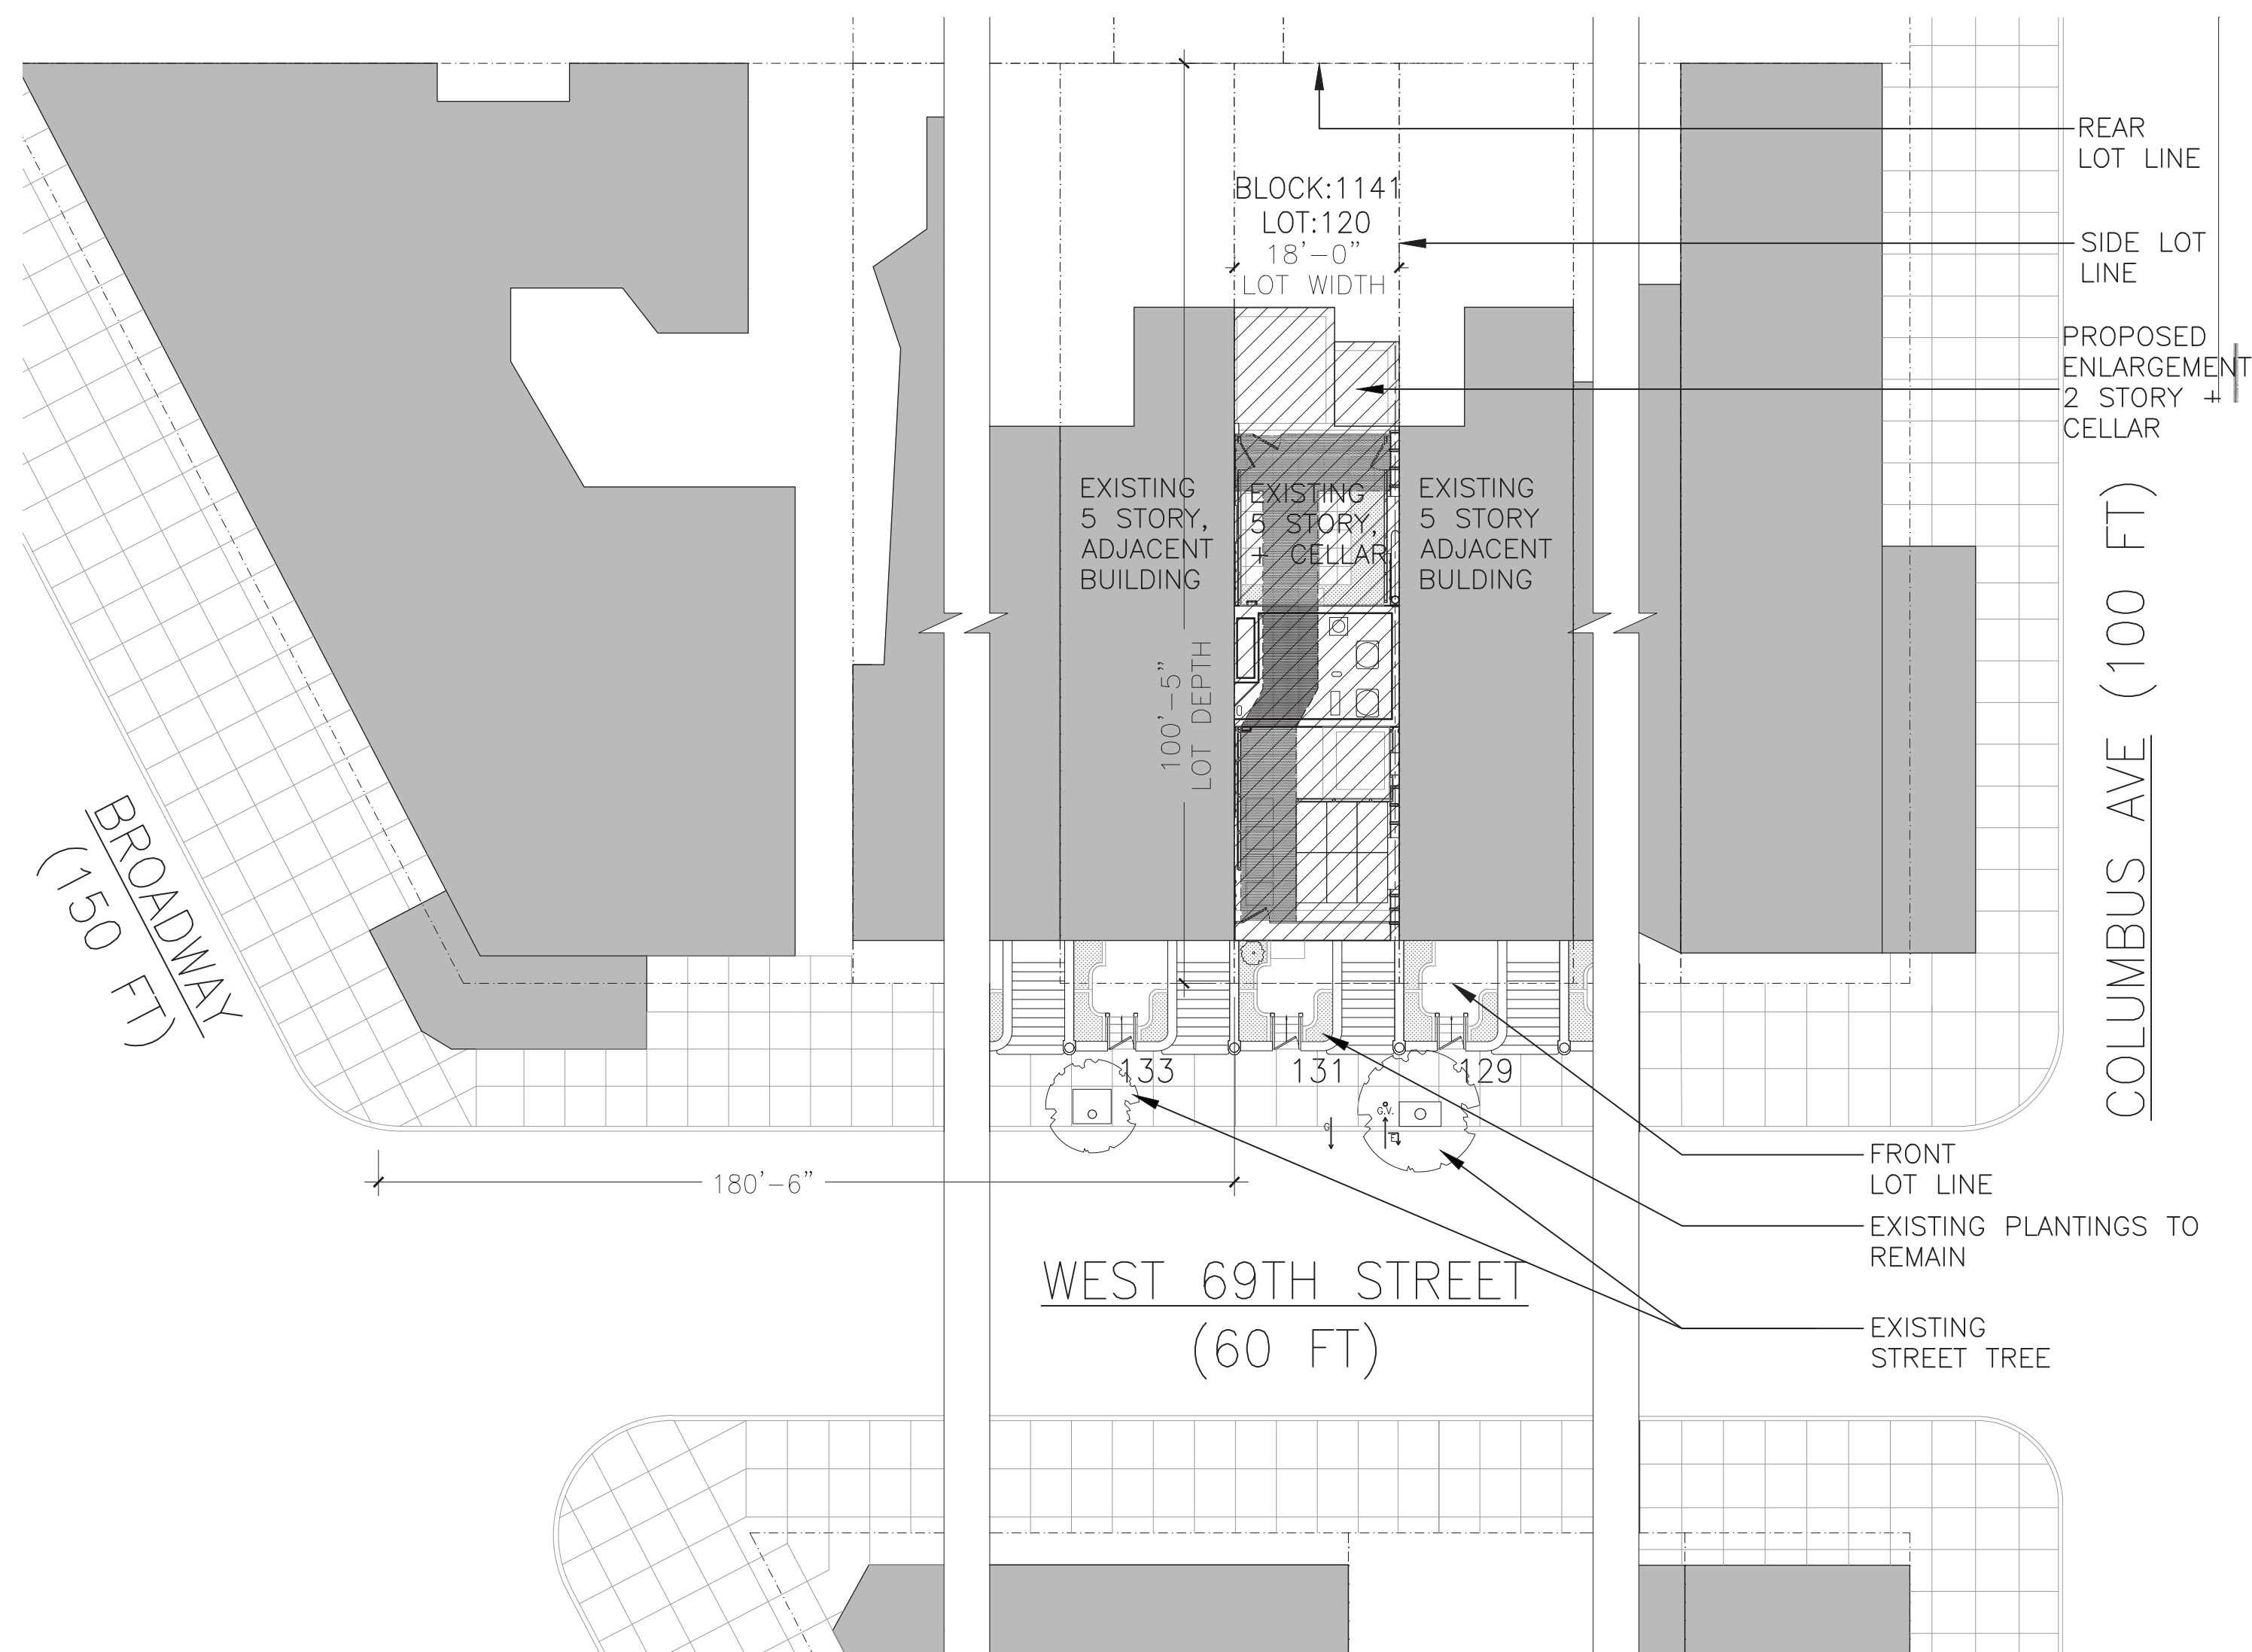 REAR
LOT LINE
BLOCK:1141
LOT:120
18'-0"
LOT WIDTH
SIDE LOT
LINE
PROPOSED
ENLARGEMENT
2 STORY +
CELLAR
EXISTING
5 STORY,
ADJACENT
BUILDING
EXISTING
5 STORY,
+ CELLAR
EXISTING
5 STORY
ADJACENT
BULDING
100'-5"
LOT DEPTH
COLUMBUS AVE (100 FT)
BROADWAY
(150 FT)
133
131
129
G.V.
G
E
180'-6"
FRONT
LOT LINE
EXISTING PLANTINGS TO
REMAIN
WEST 69TH STREET
(60 FT)
EXISTING
STREET TREE